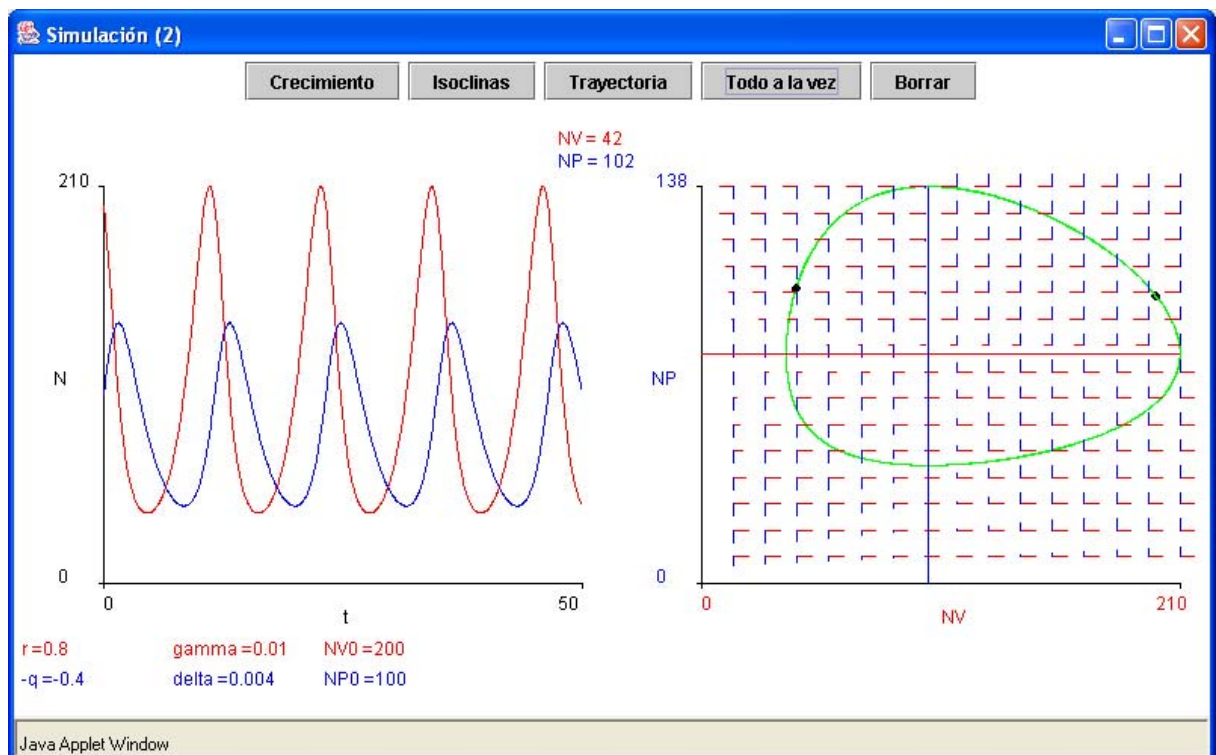 Simulación (2)
Crecimiento Isoclinas Trayectoria Todo a la vez Borrar
NV = 42
NP = 102
210
N
0
0 50
t
138
NP
0
0 210
NV
r =0.8 gamma =0.01 NV0 =200
-q =-0.4 delta =0.004 NP0 =100
Java Applet Window